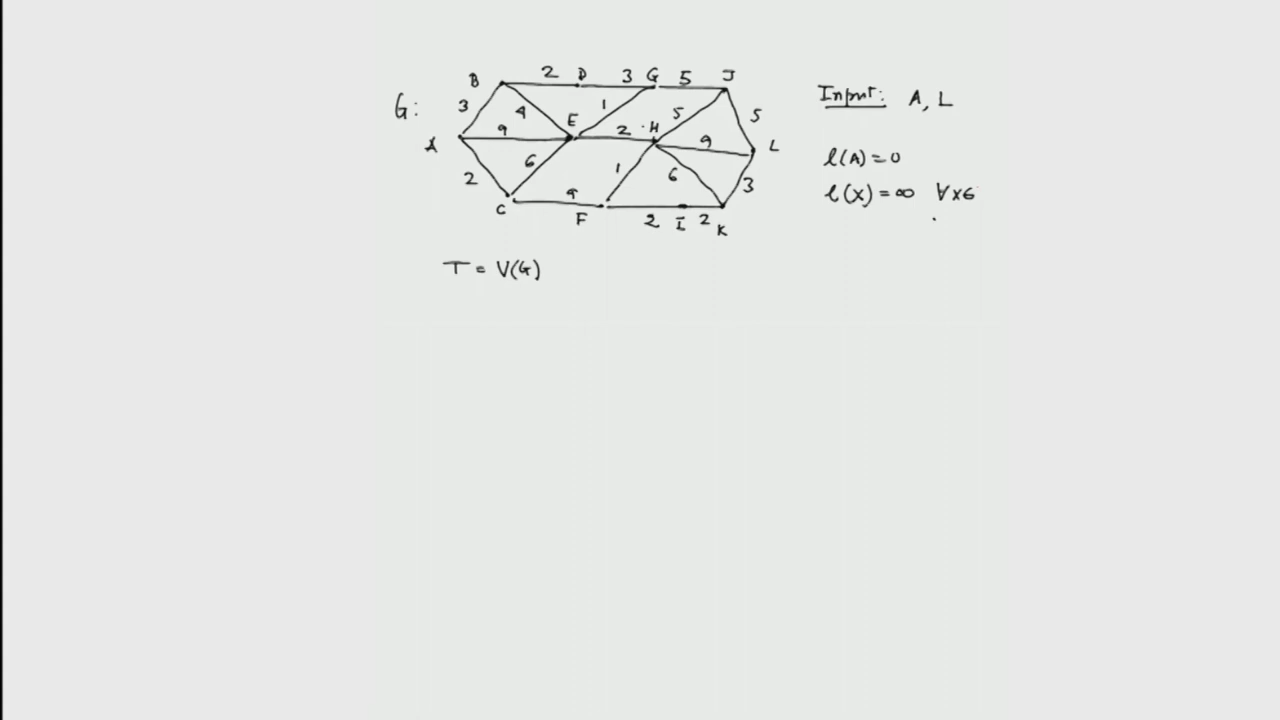 B 2 D 3 G 5 J
Input: A, L
G: 3 4 1 5 5
A 9 E 2 H 9 L
l(A) = 0
2 6 1 6 3
l(x) = ∞ ∀x∈
C 9 F 2 I 2 K
T = V(G)